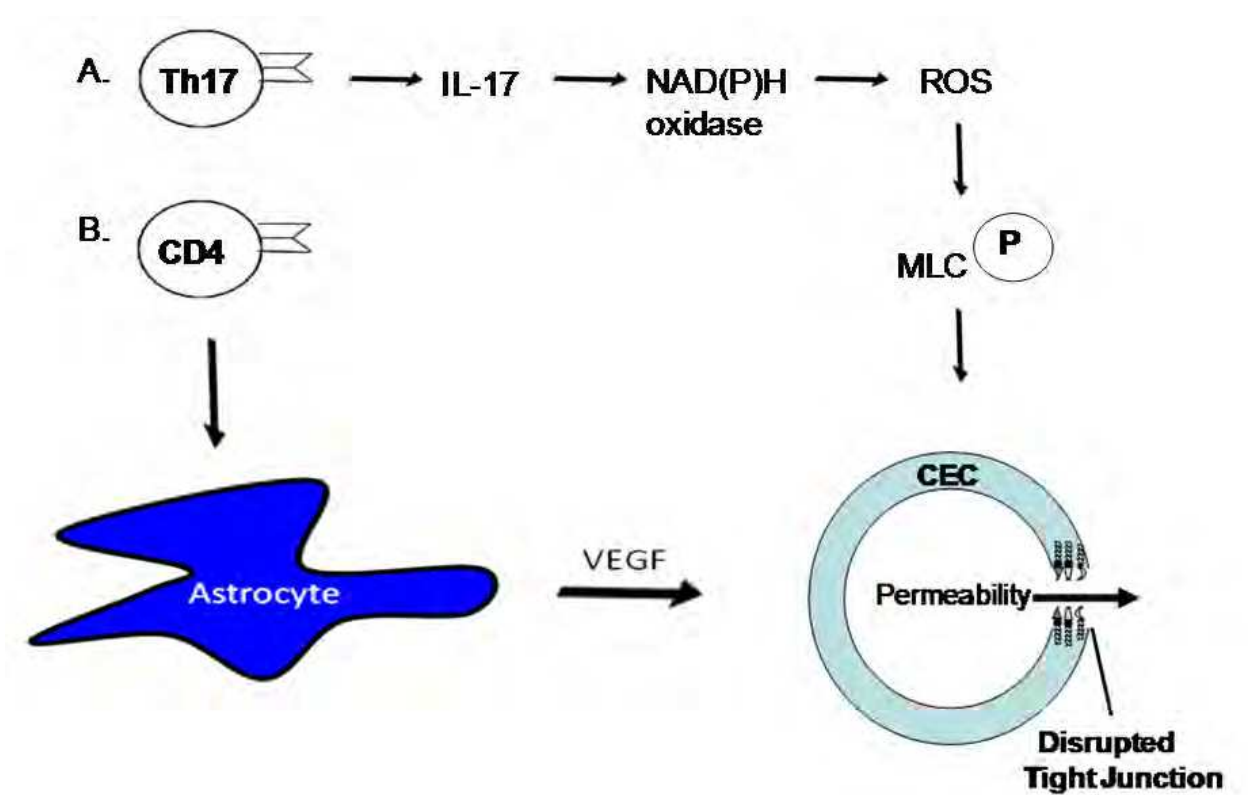 A.
Th17
IL-17
NAD(P)H
oxidase
ROS
B.
CD4
MLC
P
CEC
Astrocyte
VEGF
Permeability
Disrupted
Tight Junction